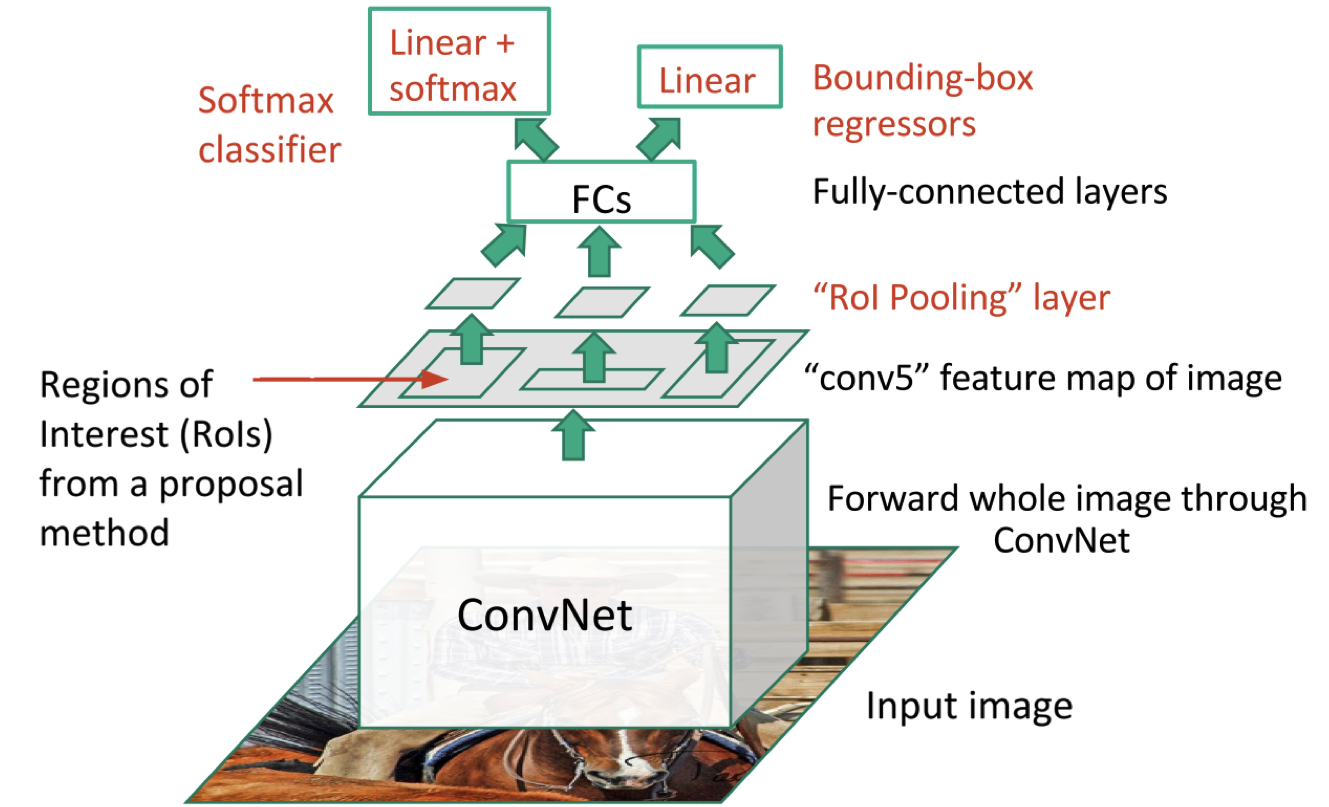 Linear +
softmax
Linear
Softmax
classifier
Bounding-box
regressors
FCs
Fully-connected layers
“RoI Pooling” layer
Regions of
Interest (RoIs)
from a proposal
method
“conv5” feature map of image
Forward whole image through
ConvNet
ConvNet
Input image